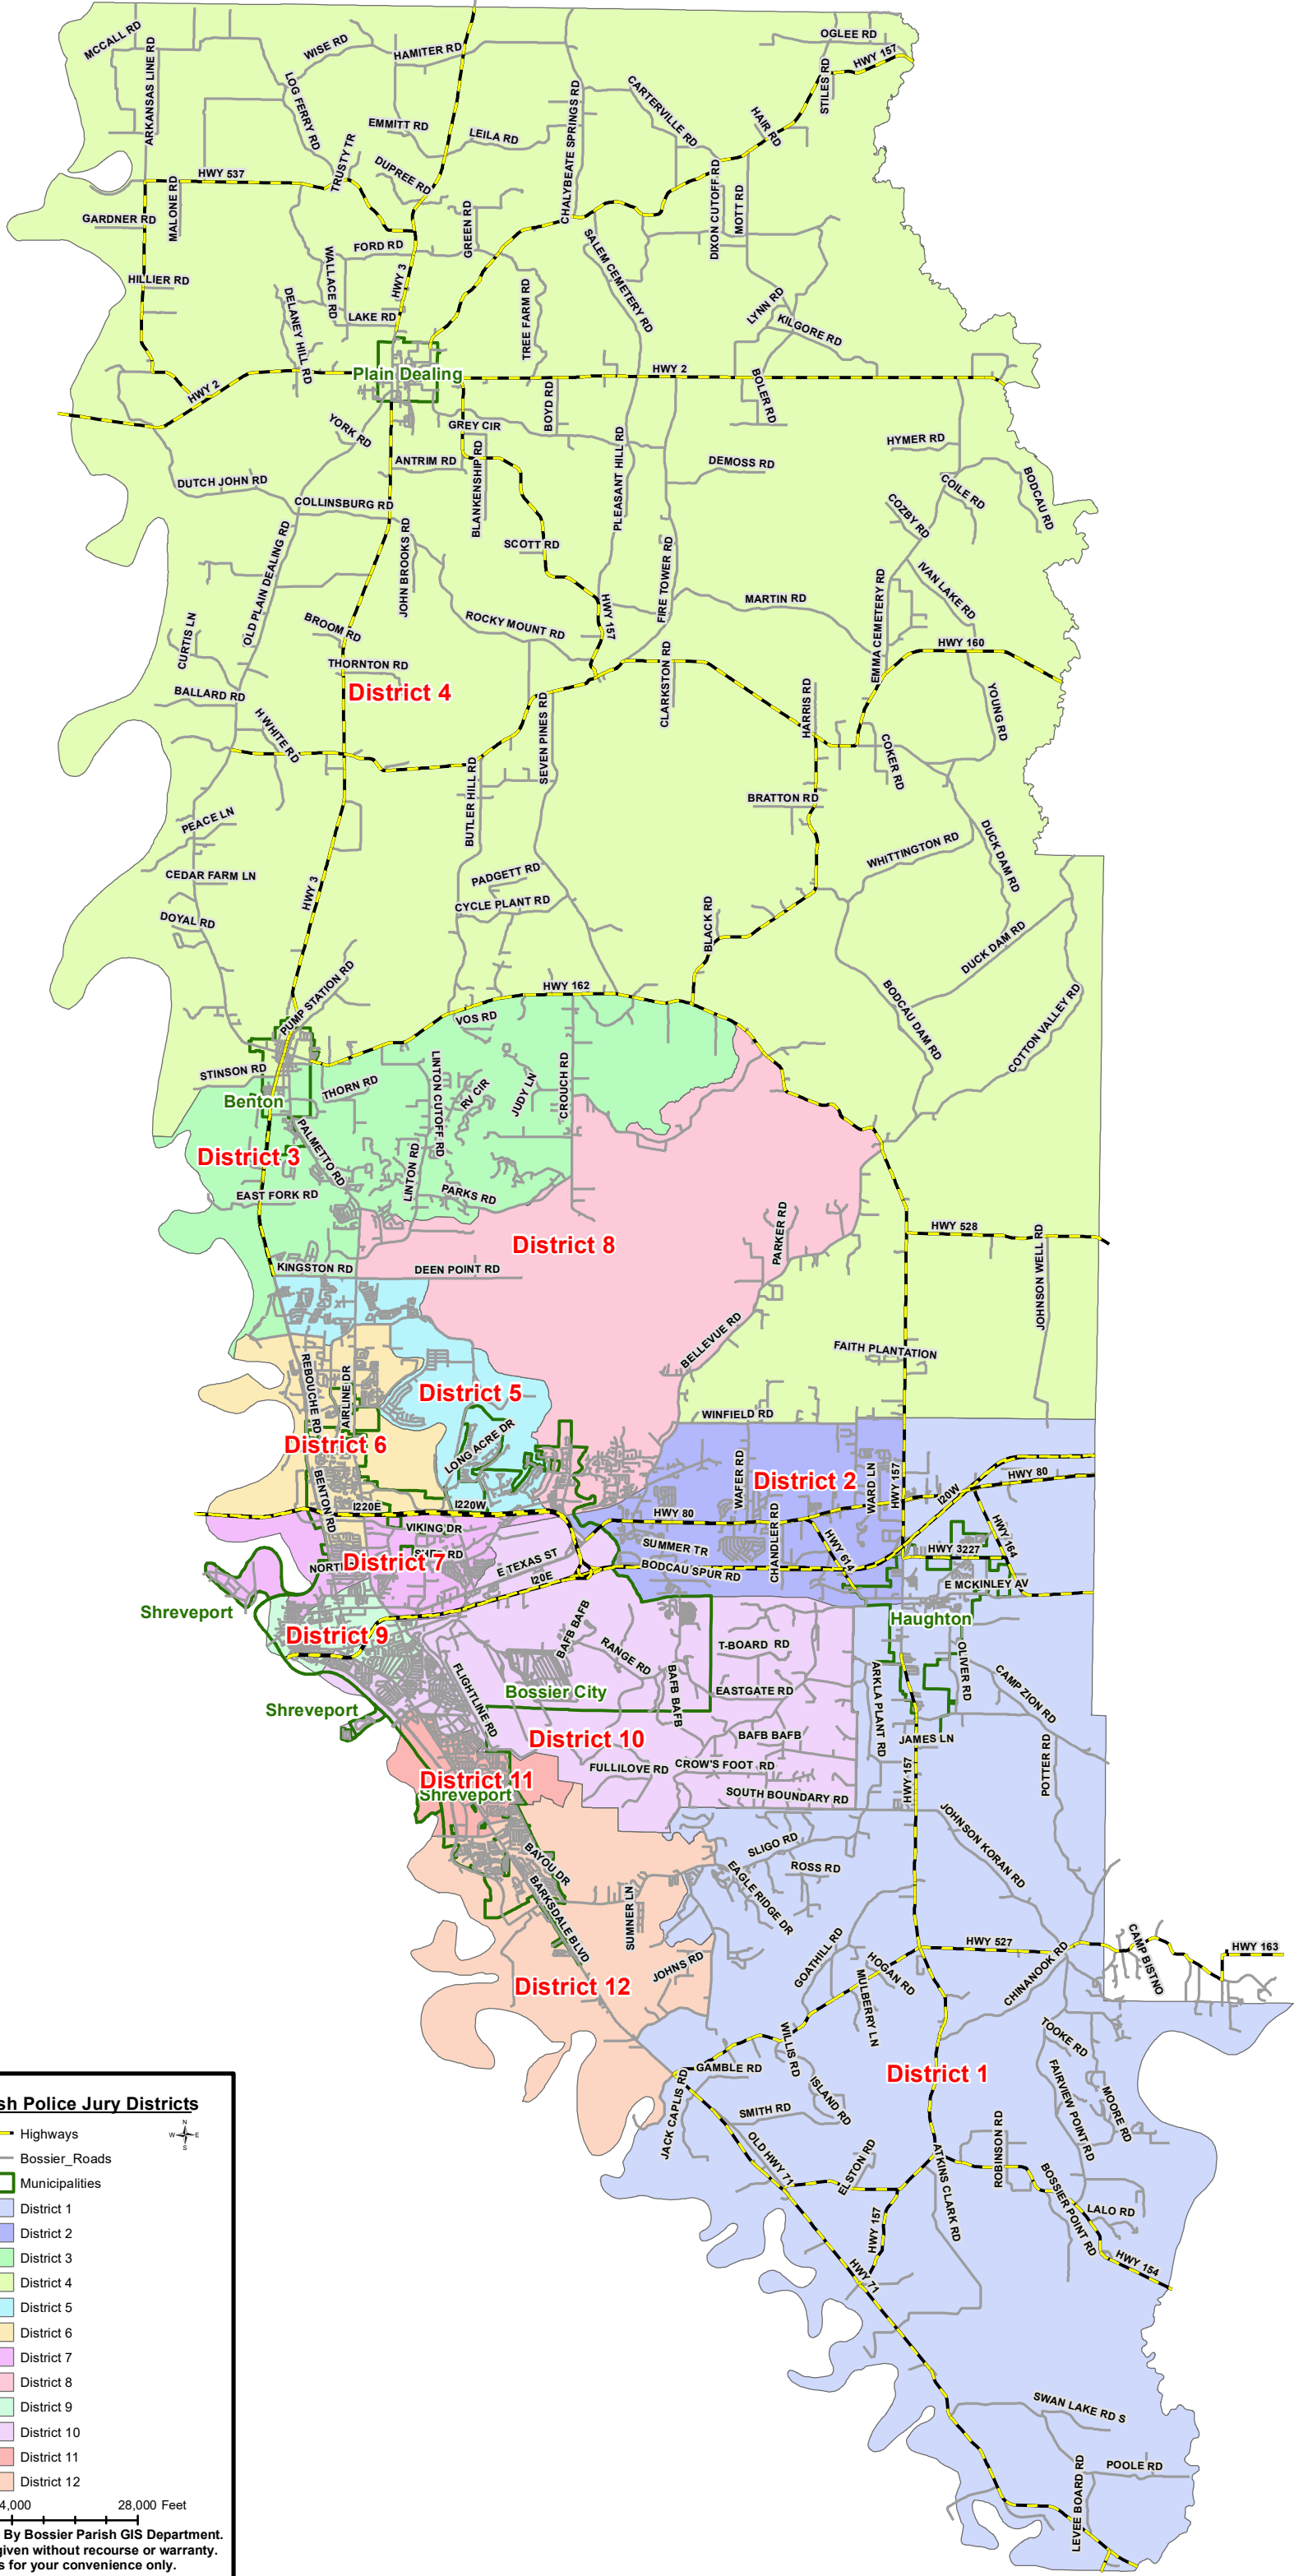 MCCALL RD
ARKANSAS LINE RD
WISE RD
HAMITER RD
OGLEE RD
HWY 157
STILES RD
LOG FERRY RD
CHALYBEATE SPRINGS RD
CARTERVILLE RD
HAIR RD
EMMITT RD
LEILA RD
TRUSTY TR
DUPREE RD
HWY 537
MALONE RD
GARDNER RD
GREEN RD
DIXON CUTOFF RD
MOTT RD
FORD RD
WALLACE RD
HWY 3
SALEM CEMETERY RD
HILLIER RD
DELANEY HILL RD
LAKE RD
TREE FARM RD
LYNN RD
KILGORE RD
Plain Dealing
HWY 2
HWY 2
BOYD RD
BOLER RD
YORK RD
GREY CIR
HYMER RD
ANTRIM RD
BLANKENSHIP RD
PLEASANT HILL RD
DEMOSS RD
DUTCH JOHN RD
COLLINSBURG RD
COILE RD
BODCAU RD
COZBY RD
OLD PLAIN DEALING RD
JOHN BROOKS RD
SCOTT RD
FIRE TOWER RD
IVAN LAKE RD
MARTIN RD
EMMA CEMETERY RD
HWY 157
CURTIS LN
BROOM RD
ROCKY MOUNT RD
HWY 160
THORNTON RD
CLARKSTON RD
BALLARD RD
District 4
HARRIS RD
YOUNG RD
H WHITE RD
SEVEN PINES RD
COKER RD
BUTLER HILL RD
BRATTON RD
PEACE LN
WHITTINGTON RD
DUCK DAM RD
CEDAR FARM LN
PADGETT RD
HWY 3
CYCLE PLANT RD
DOYAL RD
BLACK RD
DUCK DAM RD
PUMP STATION RD
HWY 162
BODCAU DAM RD
COTTON VALLEY RD
VOS RD
STINSON RD
THORN RD
LINTON CUTOFF RD
RV CIR
JUDY LN
CROUCH RD
Benton
PALMETTO RD
District 3
LINTON RD
EAST FORK RD
PARKS RD
PARKER RD
HWY 528
District 8
JOHNSON WELL RD
KINGSTON RD
DEEN POINT RD
BELLEVUE RD
FAITH PLANTATION
REBOUCHE RD
AIRLINE DR
District 5
WINFIELD RD
LONG ACRE DR
District 6
WAFER RD
District 2
WARD LN
HWY 157
HWY 80
I20W
BENTON RD
I220E
I220W
HWY 80
CHANDLER RD
HWY 164
VIKING DR
SUMMER TR
HWY 614
HWY 3227
District 7
E TEXAS ST
BODCAU SPUR RD
I20E
E MCKINLEY AV
Shreveport
Haughton
District 9
BAFB BAFB
RANGE RD
T-BOARD RD
OLIVER RD
CAMP ZION RD
FLIGHTLINE RD
BAFB BAFB
EASTGATE RD
ARKLA PLANT RD
Bossier City
Shreveport
District 10
BAFB BAFB
JAMES LN
POTTER RD
FULLILOVE RD
CROW'S FOOT RD
HWY 157
District 11
Shreveport
SOUTH BOUNDARY RD
JOHNSON KORAN RD
BAYOU DR
SLIGO RD
ROSS RD
EAGLE RIDGE DR
BARKSDALE BLVD
SUMNER LN
GOATHILL RD
HWY 527
CAMP BISTNO
HWY 163
JOHNS RD
HOGAN RD
CHINANOOK RD
District 12
MULBERRY LN
WILLIS RD
TOOKE RD
GAMBLE RD
District 1
ISLAND RD
FAIRVIEW POINT RD
MOORE RD
JACK CAPLIS RD
SMITH RD
OLD HWY 71
ELSTON RD
ATKINS CLARK RD
ROBINSON RD
BOSSIER POINT RD
LALO RD
HWY 157
HWY 154
HWY 71
SWAN LAKE RD S
LEVEE BOARD RD
POOLE RD
sh Police Jury Districts
N
W E
S
Highways
Bossier_Roads
Municipalities
District 1
District 2
District 3
District 4
District 5
District 6
District 7
District 8
District 9
District 10
District 11
District 12
4,000 28,000 Feet
By Bossier Parish GIS Department.
given without recourse or warranty.
s for your convenience only.